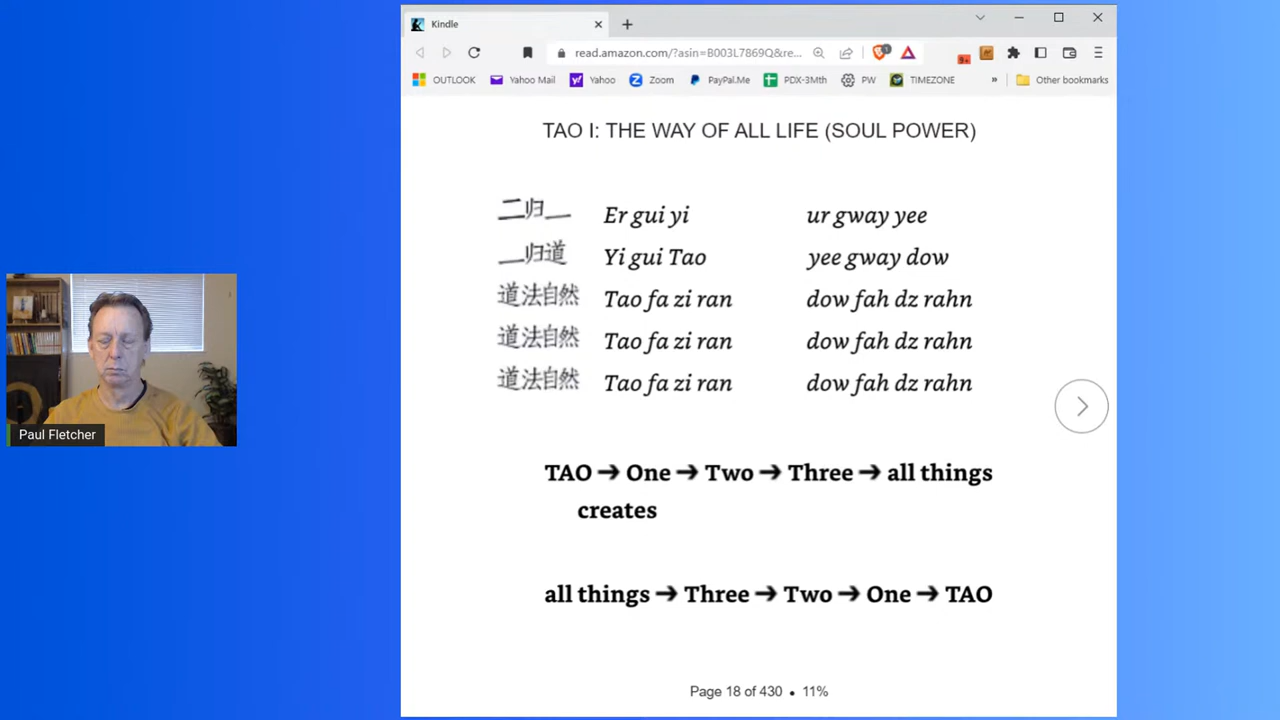 Kindle
read.amazon.com/?asin=B003L7869Q&re...
9+
OUTLOOK Yahoo Mail Yahoo Zoom PayPal.Me PDX-3Mth PW TIMEZONE » Other bookmarks
TAO I: THE WAY OF ALL LIFE (SOUL POWER)
二归一 Er gui yi ur gway yee
一归道 Yi gui Tao yee gway dow
道法自然 Tao fa zi ran dow fah dz rahn
道法自然 Tao fa zi ran dow fah dz rahn
道法自然 Tao fa zi ran dow fah dz rahn
Paul Fletcher
TAO → One → Two → Three → all things
creates
all things → Three → Two → One → TAO
Page 18 of 430 • 11%